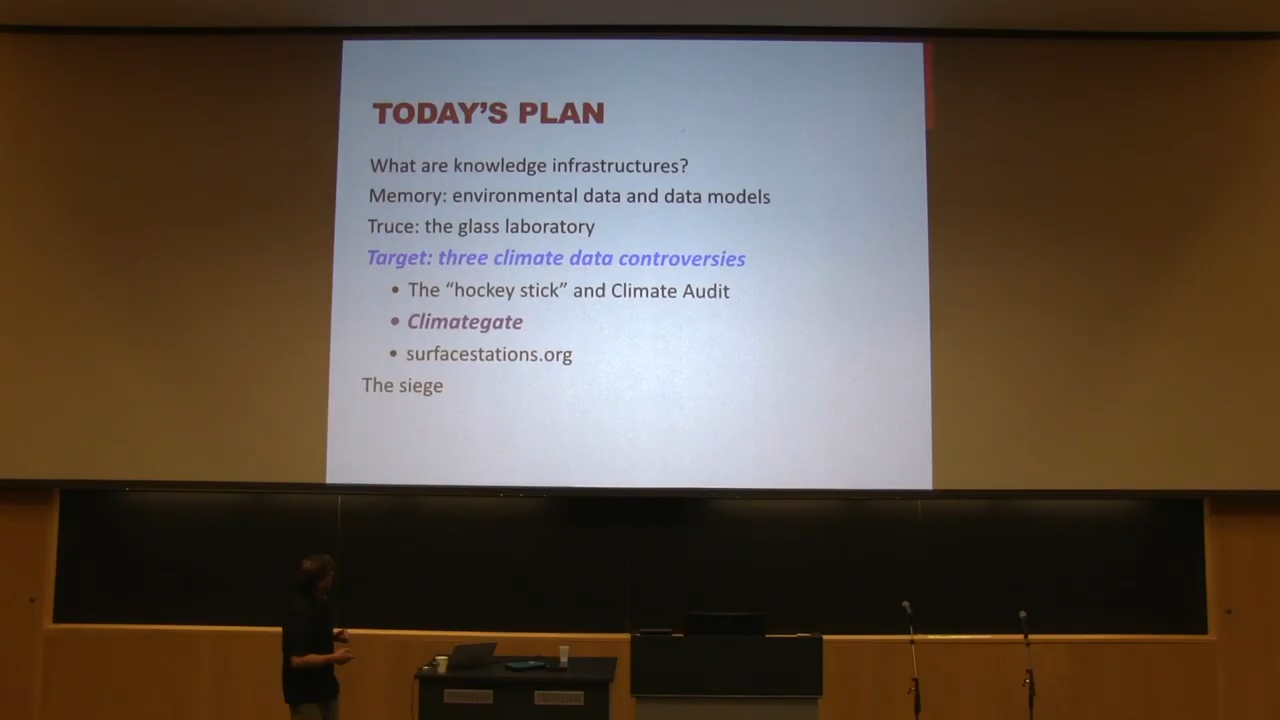 TODAY’S PLAN
What are knowledge infrastructures?
Memory: environmental data and data models
Truce: the glass laboratory
Target: three climate data controversies
• The “hockey stick” and Climate Audit
• Climategate
• surfacestations.org
The siege